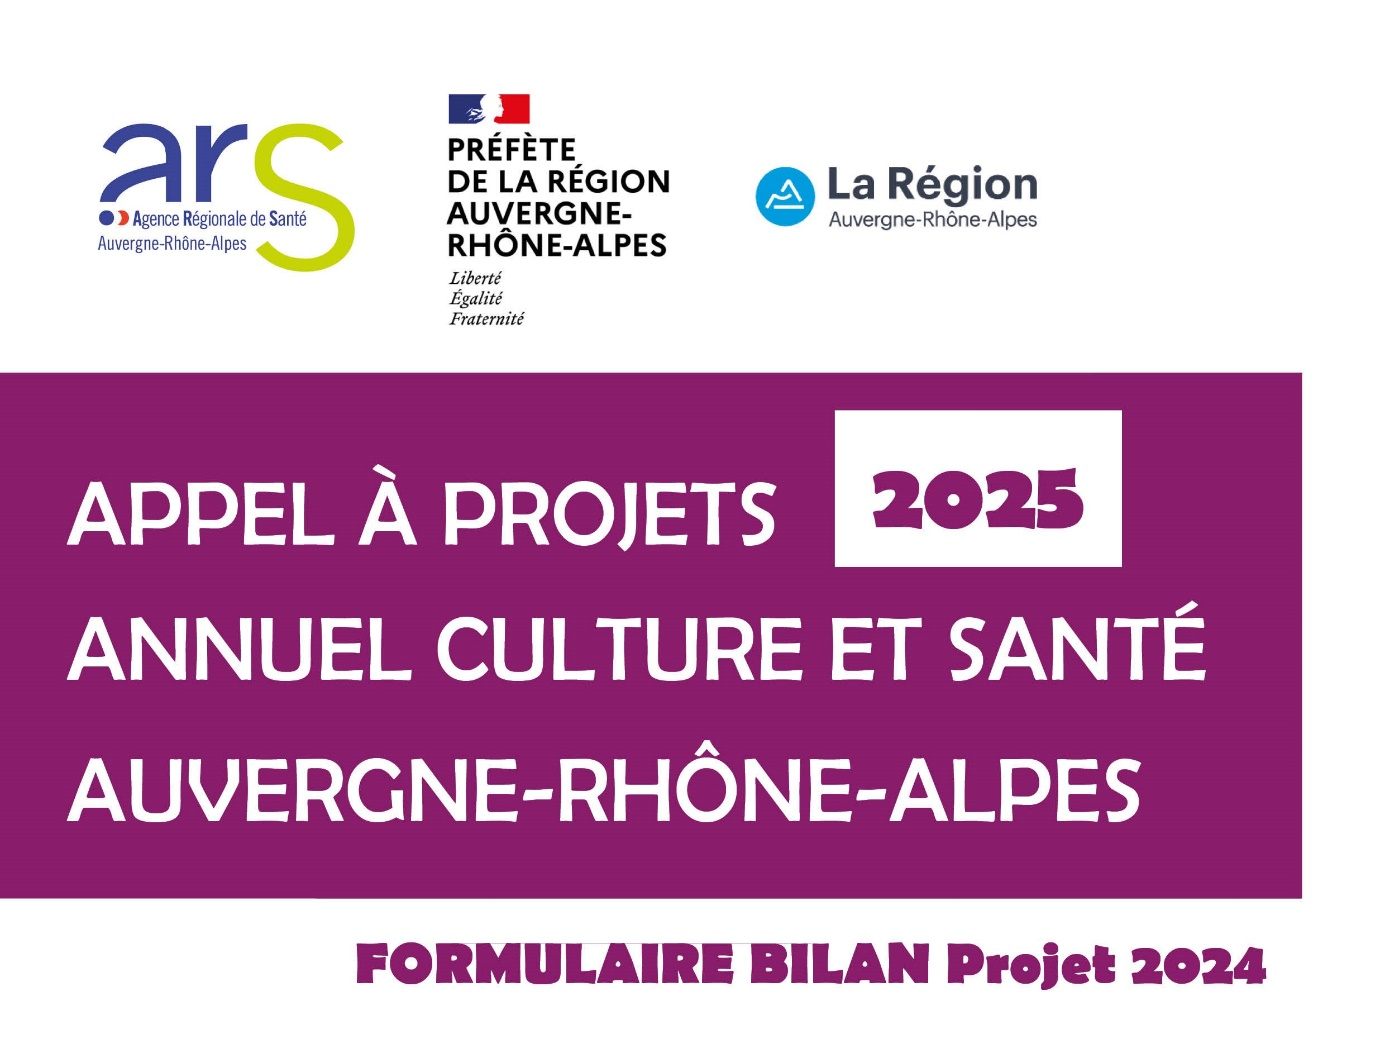 ars
Agence Régionale de Santé
Auvergne-Rhône-Alpes
PRÉFÈTE
DE LA RÉGION
AUVERGNE-
RHÔNE-ALPES
Liberté
Égalité
Fraternité
La Région
Auvergne-Rhône-Alpes
APPEL À PROJETS 2025
ANNUEL CULTURE ET SANTÉ
AUVERGNE-RHÔNE-ALPES
FORMULAIRE BILAN Projet 2024